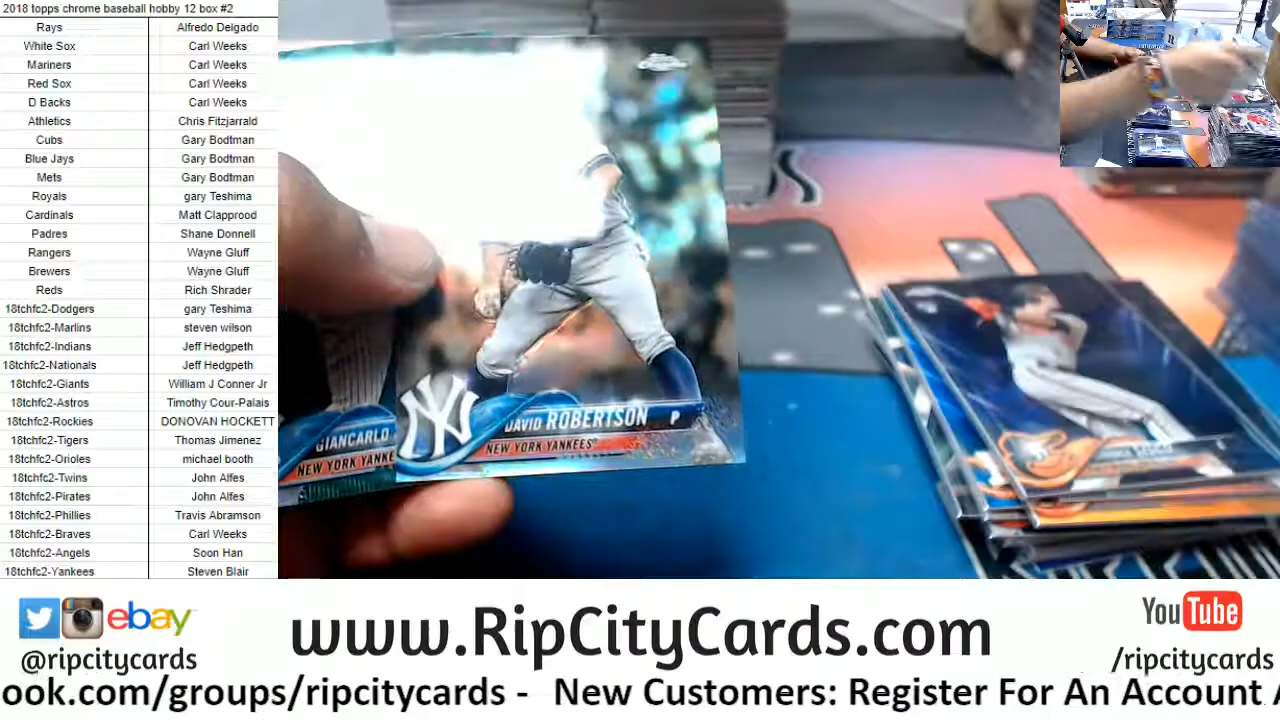 2018 topps chrome baseball hobby 12 box #2
Rays Alfredo Delgado
White Sox Carl Weeks
Mariners Carl Weeks
Red Sox Carl Weeks
D Backs Carl Weeks
Athletics Chris Fitzjarrald
Cubs Gary Bodtman
Blue Jays Gary Bodtman
Mets Gary Bodtman
Royals gary Teshima
Cardinals Matt Clapprood
Padres Shane Donnell
Rangers Wayne Gluff
Brewers Wayne Gluff
Reds Rich Shrader
18tchfc2-Dodgers gary Teshima
18tchfc2-Marlins steven wilson
18tchfc2-Indians Jeff Hedgpeth
18tchfc2-Nationals Jeff Hedgpeth
18tchfc2-Giants William J Conner Jr
18tchfc2-Astros Timothy Cour-Palais
18tchfc2-Rockies DONOVAN HOCKETT
18tchfc2-Tigers Thomas Jimenez
18tchfc2-Orioles michael booth
18tchfc2-Twins John Alfes
18tchfc2-Pirates John Alfes
18tchfc2-Phillies Travis Abramson
18tchfc2-Braves Carl Weeks
18tchfc2-Angels Soon Han
18tchfc2-Yankees Steven Blair
DAVID ROBERTSON P
NEW YORK YANKEES
GIANCARLO
NEW YORK YANKE
ebay
@ripcitycards
www.RipCityCards.com
YouTube
/ripcitycards
ook.com/groups/ripcitycards - New Customers: Register For An Account